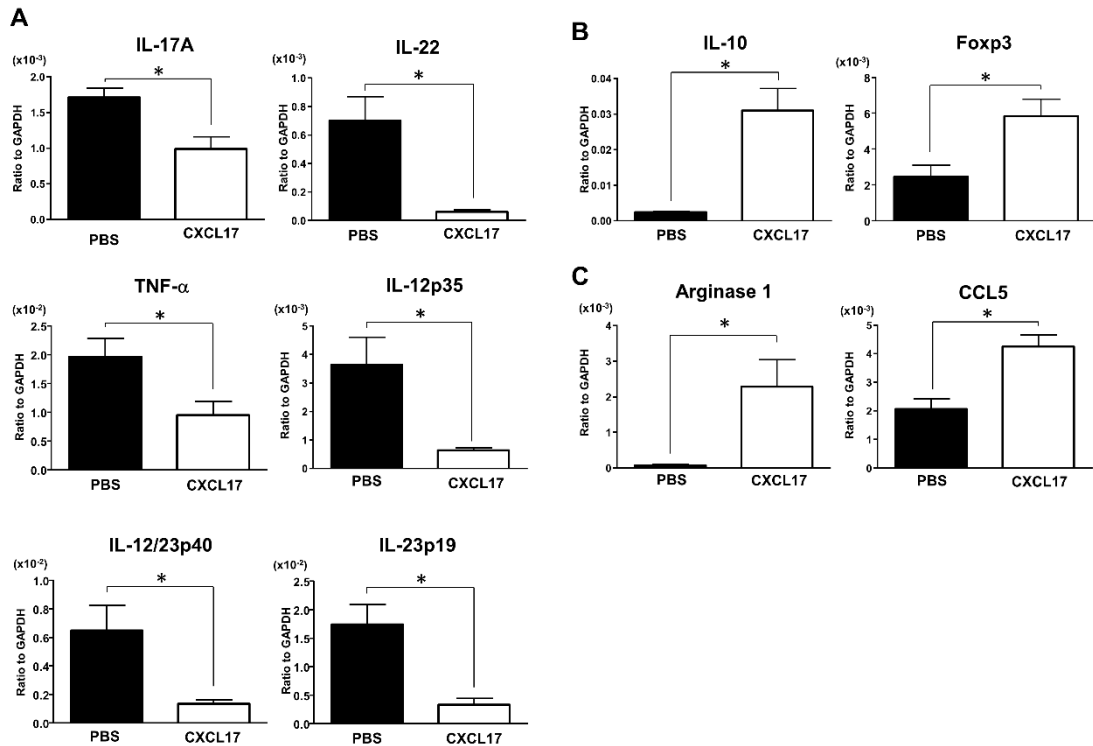 A
IL-17A
(x10-3)
Ratio to GAPDH
2.0
1.5
1.0
0.5
0.0
*
PBS
CXCL17
IL-22
(x10-3)
Ratio to GAPDH
1.0
0.8
0.6
0.4
0.2
0
*
PBS
CXCL17
TNF-α
(x10-2)
Ratio to GAPDH
2.5
2.0
1.5
1.0
0.5
0.0
*
PBS
CXCL17
IL-12p35
(x10-3)
Ratio to GAPDH
5
4
3
2
1
0
*
PBS
CXCL17
IL-12/23p40
(x10-2)
Ratio to GAPDH
1.0
0.8
0.6
0.4
0.2
0.0
*
PBS
CXCL17
IL-23p19
(x10-2)
Ratio to GAPDH
2.5
2.0
1.5
1.0
0.5
0.0
*
PBS
CXCL17
B
IL-10
Ratio to GAPDH
0.04
0.03
0.02
0.01
0.00
*
PBS
CXCL17
Foxp3
(x10-3)
Ratio to GAPDH
8
6
4
2
0
*
PBS
CXCL17
C
Arginase 1
(x10-3)
Ratio to GAPDH
4
3
2
1
0
*
PBS
CXCL17
CCL5
(x10-3)
Ratio to GAPDH
5
4
3
2
1
0
*
PBS
CXCL17